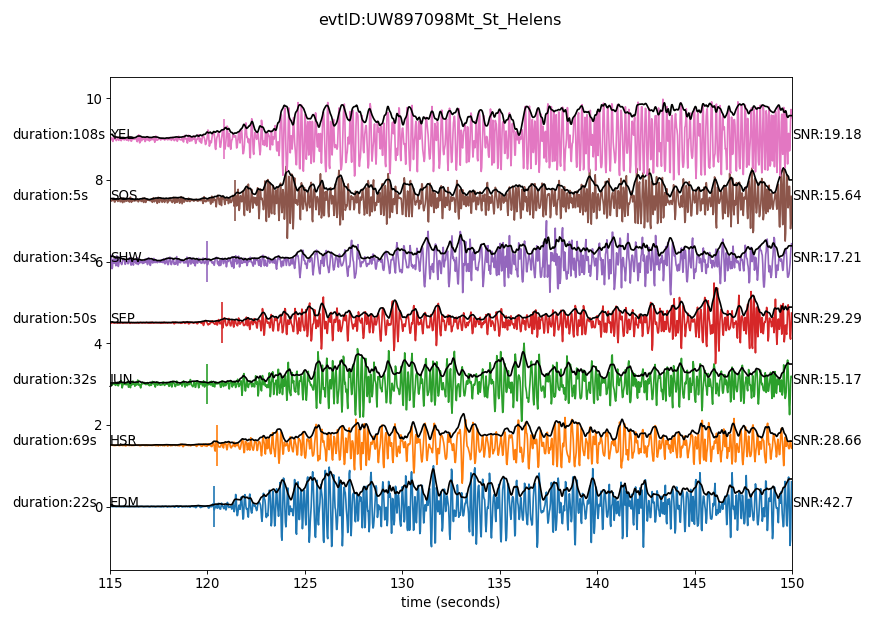 evtID:UW897098Mt_St_Helens
10
duration:108s YEL SNR:19.18
8
duration:5s SOS SNR:15.64
duration:34s SHW SNR:17.21
6
duration:50s SEP SNR:29.29
4
duration:32s JUN SNR:15.17
2
duration:69s HSR SNR:28.66
duration:22s EDM SNR:42.7
0
115 120 125 130 135 140 145 150
time (seconds)